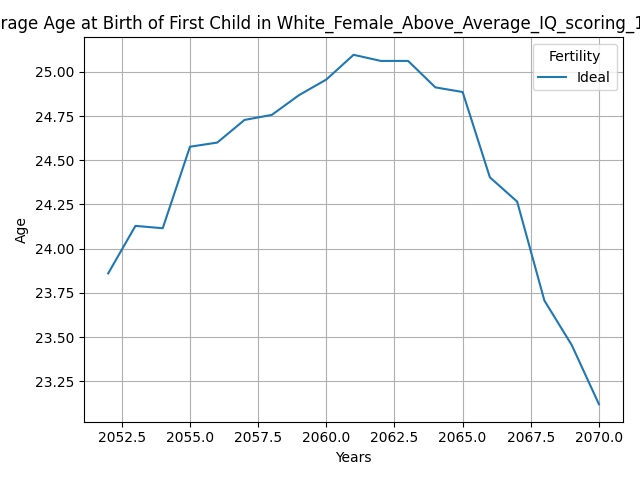 rage Age at Birth of First Child in White_Female_Above_Average_IQ_scoring_1
Fertility
Ideal
Age
25.00
24.75
24.50
24.25
24.00
23.75
23.50
23.25
2052.5 2055.0 2057.5 2060.0 2062.5 2065.0 2067.5 2070.0
Years